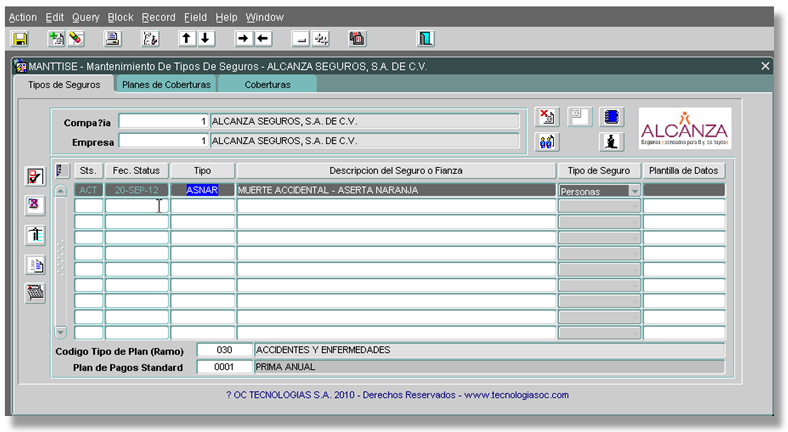 Action Edit Query Block Record Field Help Window
MANTTISE - Mantenimiento De Tipos De Seguros - ALCANZA SEGUROS, S.A. DE C.V.
Tipos de Seguros Planes de Coberturas Coberturas
Compa?ia 1 ALCANZA SEGUROS, S.A. DE C.V.
Empresa 1 ALCANZA SEGUROS, S.A. DE C.V.
ALCANZA
Sts. Fec. Status Tipo Descripcion del Seguro o Fianza Tipo de Seguro Plantilla de Datos
ACT 20-SEP-12 ASNAR MUERTE ACCIDENTAL - ASERTA NARANJA Personas
Codigo Tipo de Plan (Ramo) 030 ACCIDENTES Y ENFERMEDADES
Plan de Pagos Standard 0001 PRIMA ANUAL
? OC TECNOLOGIAS S.A. 2010 - Derechos Reservados - www.tecnologiasoc.com